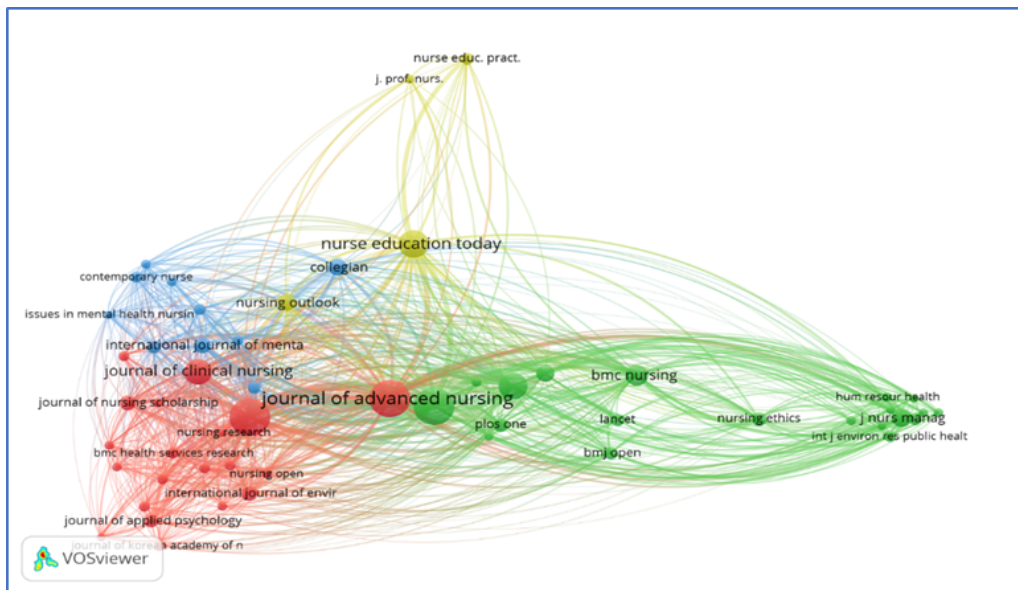 nurse educ. pract.
j. prof. nurs.
nurse education today
collegian
contemporary nurse
nursing outlook
issues in mental health nursin
international journal of menta
journal of clinical nursing
bmc nursing
journal of advanced nursing
hum resour health
journal of nursing scholarship
lancet
nursing ethics
j nurs manag
plos one
nursing research
int j environ res public healt
bmc health services research
bmj open
nursing open
international journal of envir
journal of applied psychology
journal of korean academy of n
VOSviewer